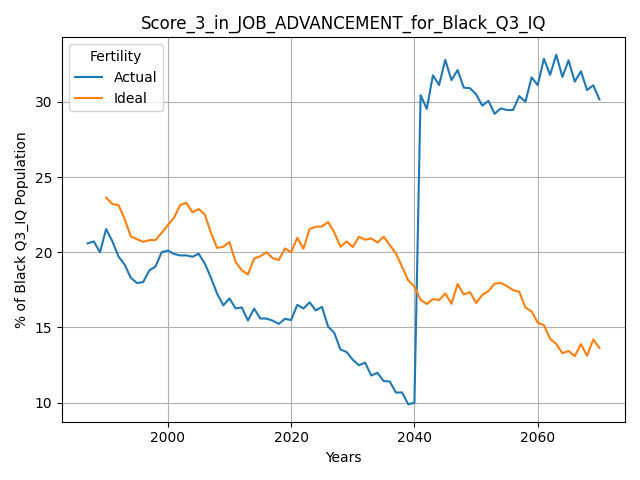 Score_3_in_JOB_ADVANCEMENT_for_Black_Q3_IQ
Fertility
Actual
Ideal
% of Black Q3_IQ Population
30
25
20
15
10
2000
2020
2040
2060
Years